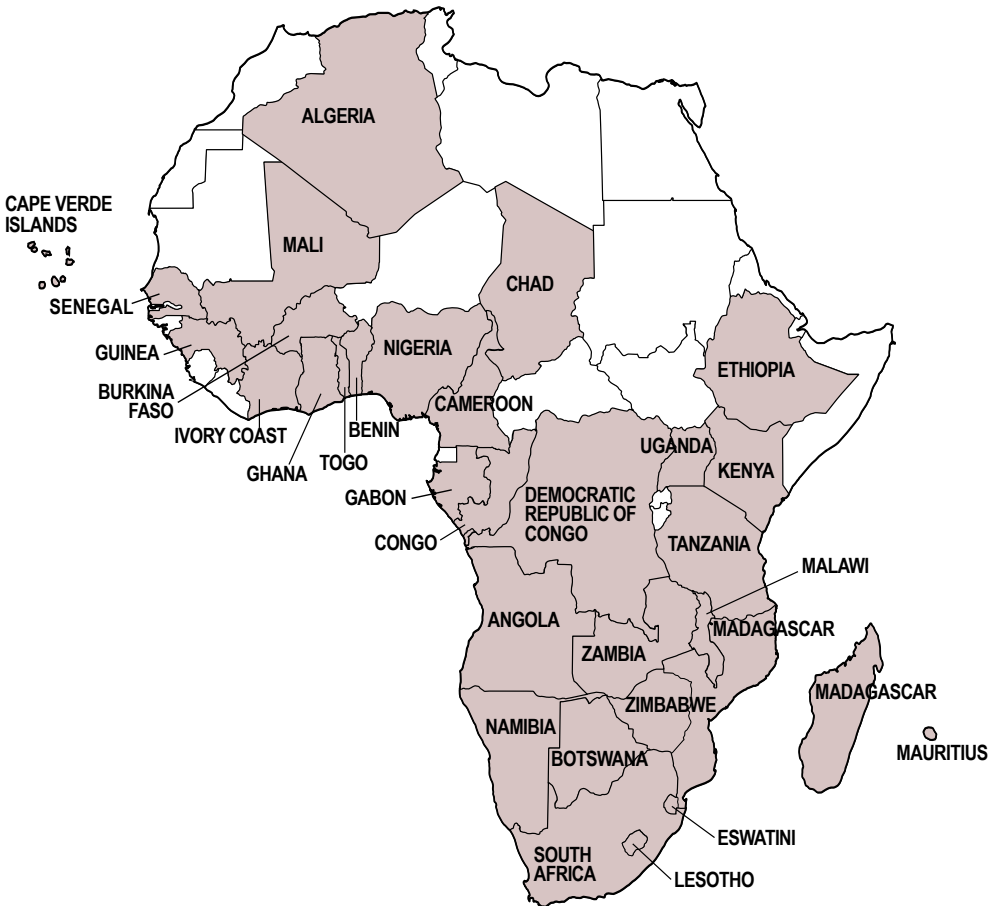 ALGERIA
CAPE VERDE
ISLANDS
MALI
CHAD
SENEGAL
NIGERIA
GUINEA
ETHIOPIA
BURKINA
FASO
CAMEROON
IVORY COAST
BENIN
UGANDA
GHANA
TOGO
KENYA
GABON
DEMOCRATIC
REPUBLIC OF
CONGO
CONGO
TANZANIA
MALAWI
ANGOLA
MADAGASCAR
ZAMBIA
MADAGASCAR
ZIMBABWE
NAMIBIA
MAURITIUS
BOTSWANA
ESWATINI
SOUTH
AFRICA
LESOTHO